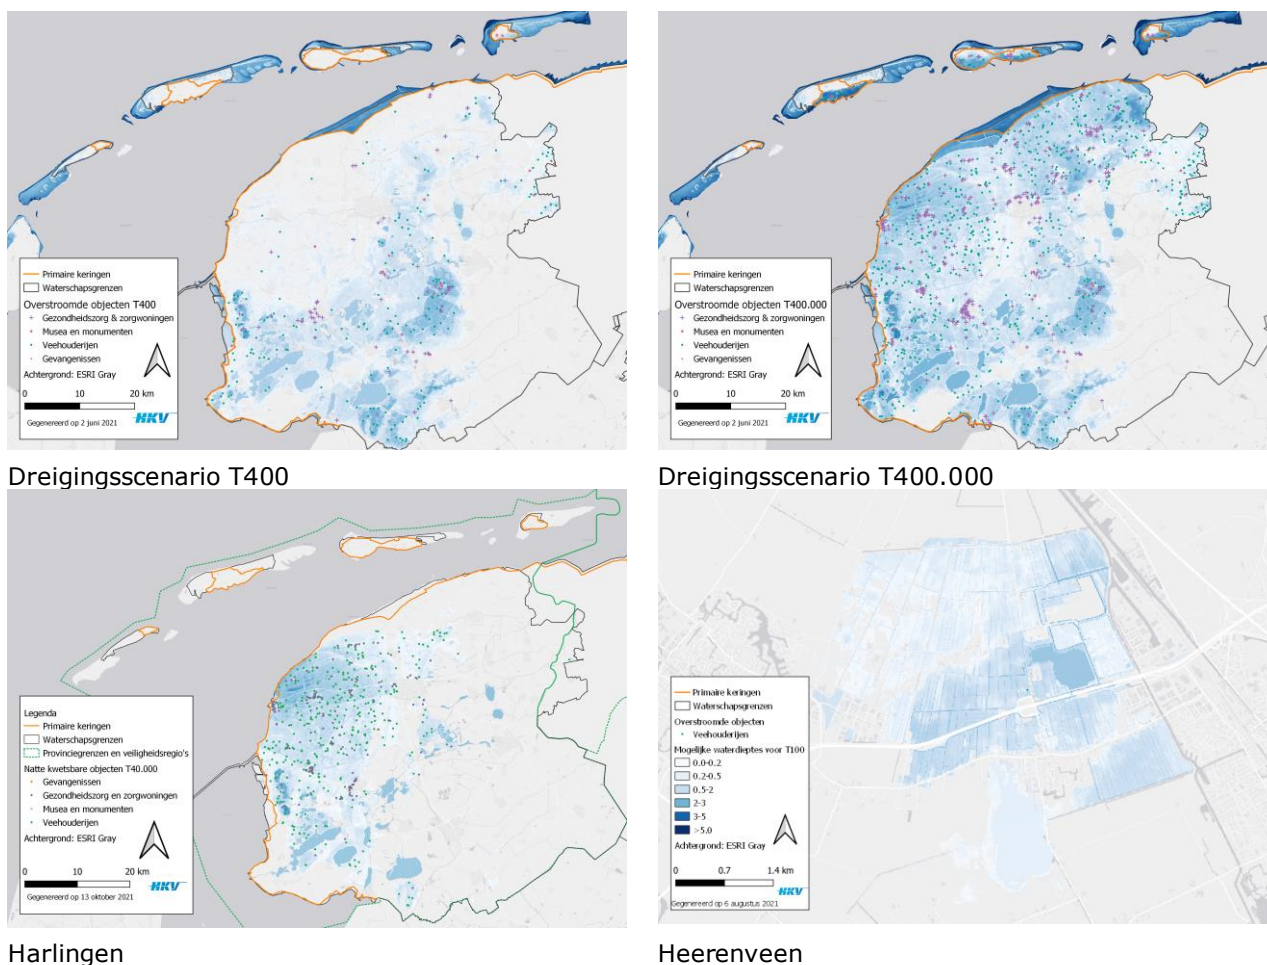 Primaire keringen
Waterschapsgrenzen
Overstroomde objecten T400
Gezondheidszorg & zorgwoningen
Musea en monumenten
Veehouderijen
Gevangenissen
Achtergrond: ESRI Gray
0 10 20 km
Gegenereerd op 2 juni 2021
HKV
Dreigingsscenario T400
Primaire keringen
Waterschapsgrenzen
Overstroomde objecten T400.000
Gezondheidszorg & zorgwoningen
Musea en monumenten
Veehouderijen
Gevangenissen
Achtergrond: ESRI Gray
0 10 20 km
Gegenereerd op 2 juni 2021
HKV
Dreigingsscenario T400.000
Legenda
Primaire keringen
Waterschapsgrenzen
Provinciegrenzen en veiligheidsregio's
Natte kwetsbare objecten T40.000
Gevangenissen
Gezondheidszorg en zorgwoningen
Musea en monumenten
Veehouderijen
Achtergrond: ESRI Gray
0 10 20 km
Gegenereerd op 13 oktober 2021
HKV
Harlingen
Primaire keringen
Waterschapsgrenzen
Overstroomde objecten
Veehouderijen
Mogelijke waterdieptes voor T100
0.0-0.2
0.2-0.5
0.5-2
2-3
3-5
>5.0
Achtergrond: ESRI Gray
0 0.7 1.4 km
HKV
Gegenereerd op 6 augustus 2021
Heerenveen